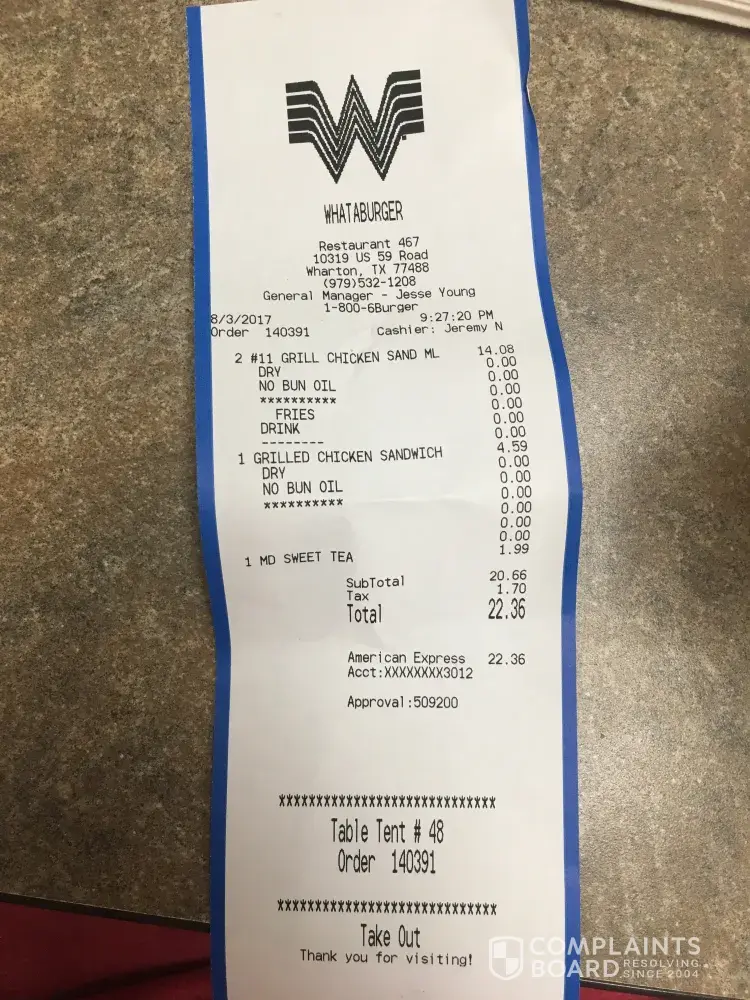 W
WHATABURGER
Restaurant 467
10319 US 59 Road
Wharton, TX 77488
(979)532-1208
General Manager - Jesse Young
1-800-6Burger
8/3/2017 9:27:20 PM
Order 140391 Cashier: Jeremy N
2 #11 GRILL CHICKEN SAND ML 14.08
DRY 0.00
NO BUN OIL 0.00
********** 0.00
FRIES 0.00
DRINK 0.00
-------- 0.00
1 GRILLED CHICKEN SANDWICH 4.59
DRY 0.00
NO BUN OIL 0.00
********** 0.00
0.00
0.00
0.00
1 MD SWEET TEA 1.99
SubTotal 20.66
Tax 1.70
Total 22.36
American Express 22.36
Acct:XXXXXXXX3012
Approval:509200
*****************************
Table Tent # 48
Order 140391
*****************************
Take Out
Thank you for visiting!
COMPLAINTS
BOARD RESOLVING
SINCE 2004